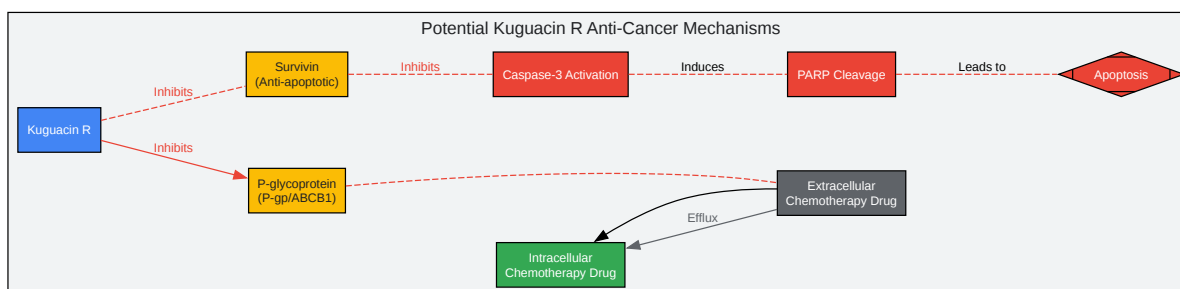 Potential Kuguacin R Anti-Cancer Mechanisms
Survivin
(Anti-apoptotic)
Inhibits
Caspase-3 Activation
Induces
PARP Cleavage
Leads to
Apoptosis
Inhibits
Kuguacin R
Inhibits
P-glycoprotein
(P-gp/ABCB1)
Extracellular
Chemotherapy Drug
Efflux
Intracellular
Chemotherapy Drug